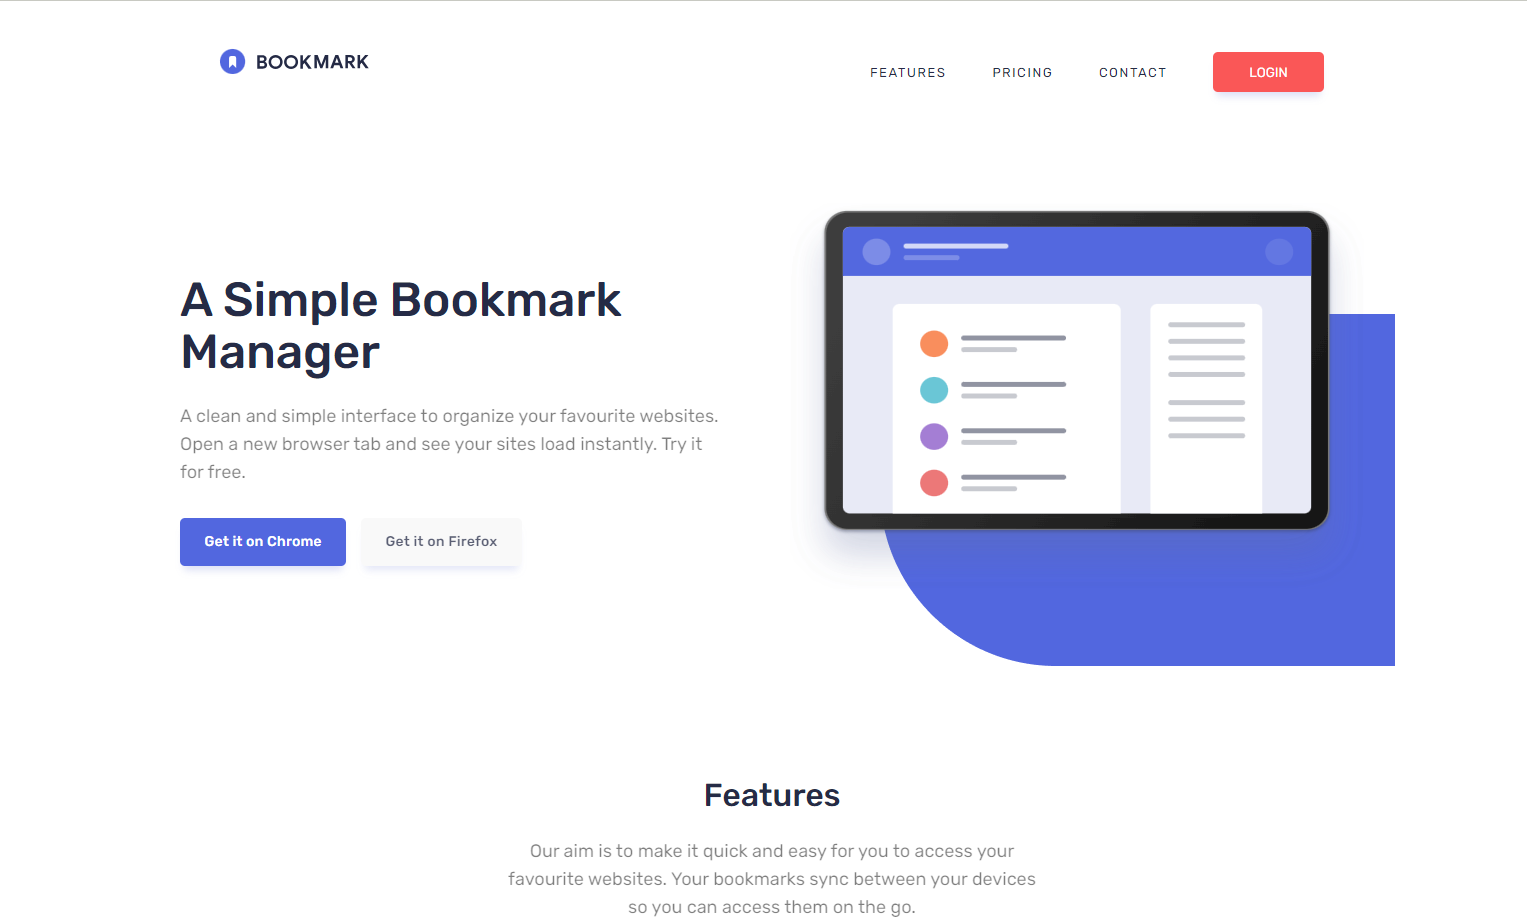 BOOKMARK
FEATURES PRICING CONTACT LOGIN
A Simple Bookmark
Manager
A clean and simple interface to organize your favourite websites.
Open a new browser tab and see your sites load instantly. Try it
for free.
Get it on Chrome Get it on Firefox
Features
Our aim is to make it quick and easy for you to access your
favourite websites. Your bookmarks sync between your devices
so you can access them on the go.